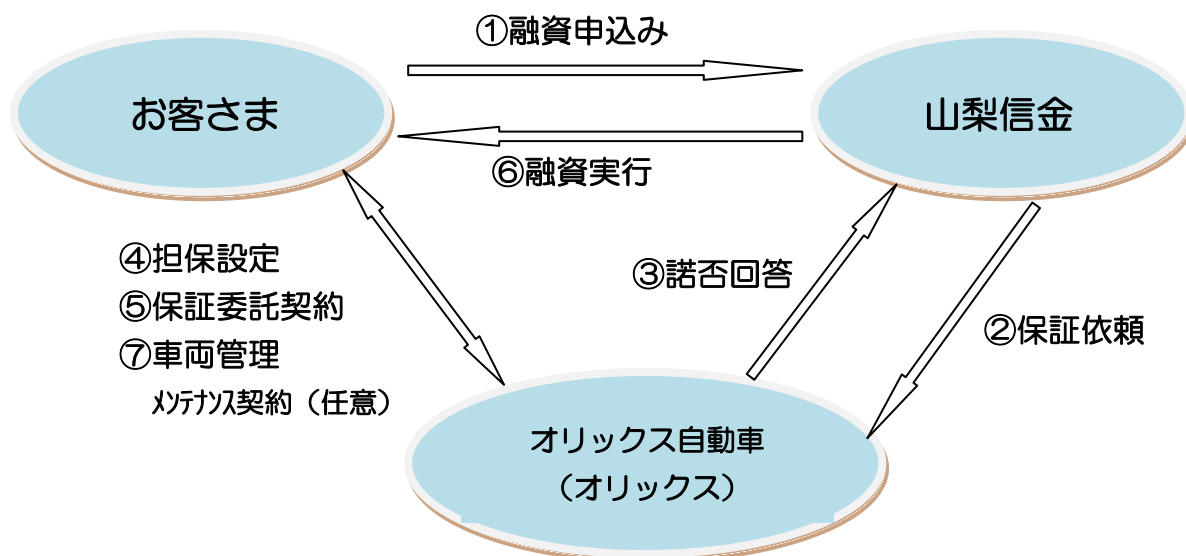 ①融資申込み
お客さま
山梨信金
⑥融資実行
④担保設定
⑤保証委託契約
⑦車両管理
ﾒﾝﾃﾅﾝｽ契約（任意）
③諾否回答
②保証依頼
オリックス自動車
（オリックス）